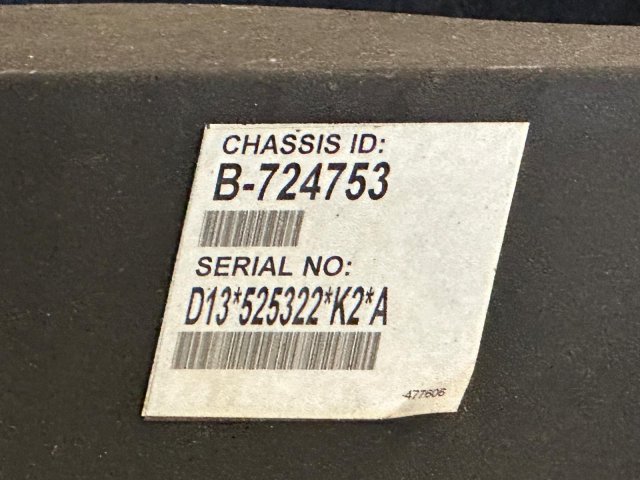 CHASSIS ID:
B-724753
SERIAL NO:
D13*525322*K2*A
477606